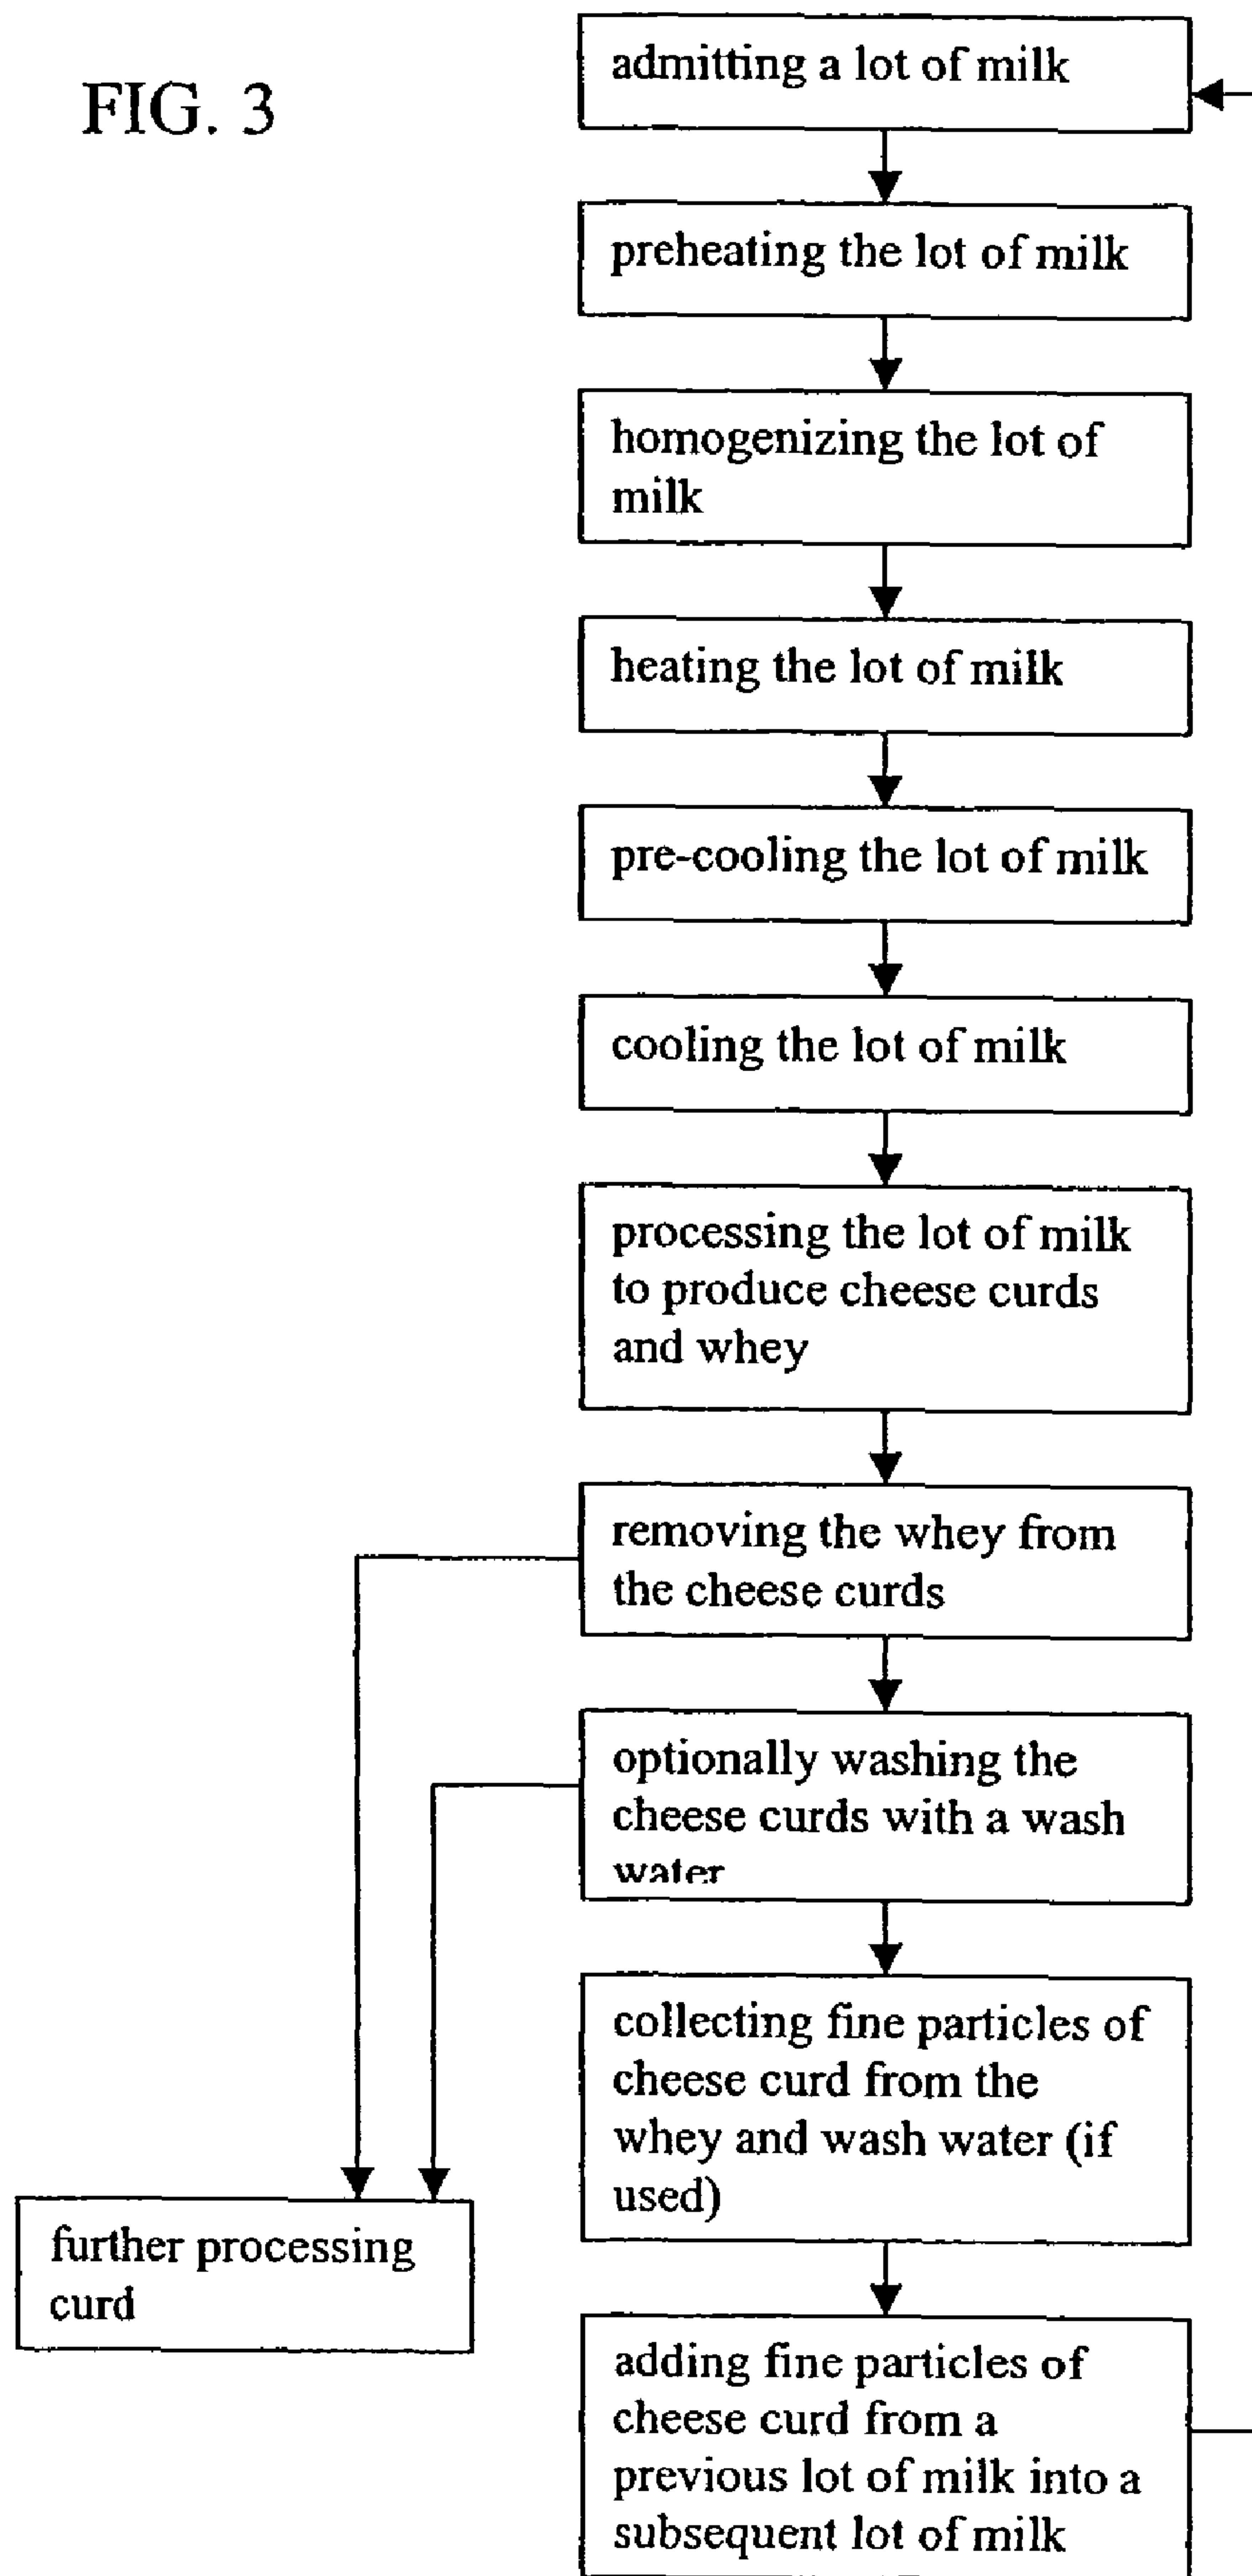 FIG. 3
admitting a lot of milk
preheating the lot of milk
homogenizing the lot of
milk
heating the lot of milk
pre-cooling the lot of milk
cooling the lot of milk
processing the lot of milk
to produce cheese curds
and whey
removing the whey from
the cheese curds
optionally washing the
cheese curds with a wash
water
collecting fine particles of
cheese curd from the
whey and wash water (if
used)
further processing
curd
adding fine particles of
cheese curd from a
previous lot of milk into a
subsequent lot of milk